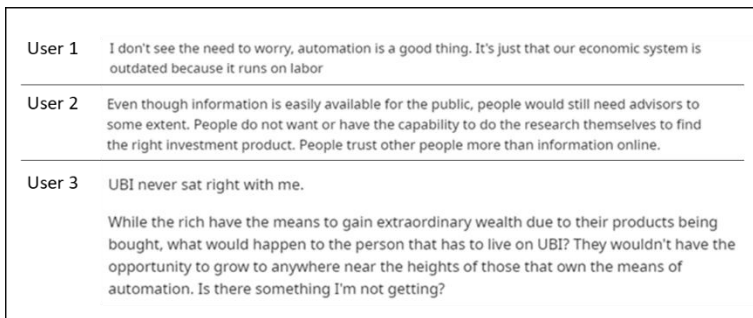 User 1
I don't see the need to worry, automation is a good thing. It's just that our economic system is
outdated because it runs on labor
User 2
Even though information is easily available for the public, people would still need advisors to
some extent. People do not want or have the capability to do the research themselves to find
the right investment product. People trust other people more than information online.
User 3
UBI never sat right with me.
While the rich have the means to gain extraordinary wealth due to their products being
bought, what would happen to the person that has to live on UBI? They wouldn't have the
opportunity to grow to anywhere near the heights of those that own the means of
automation. Is there something I'm not getting?